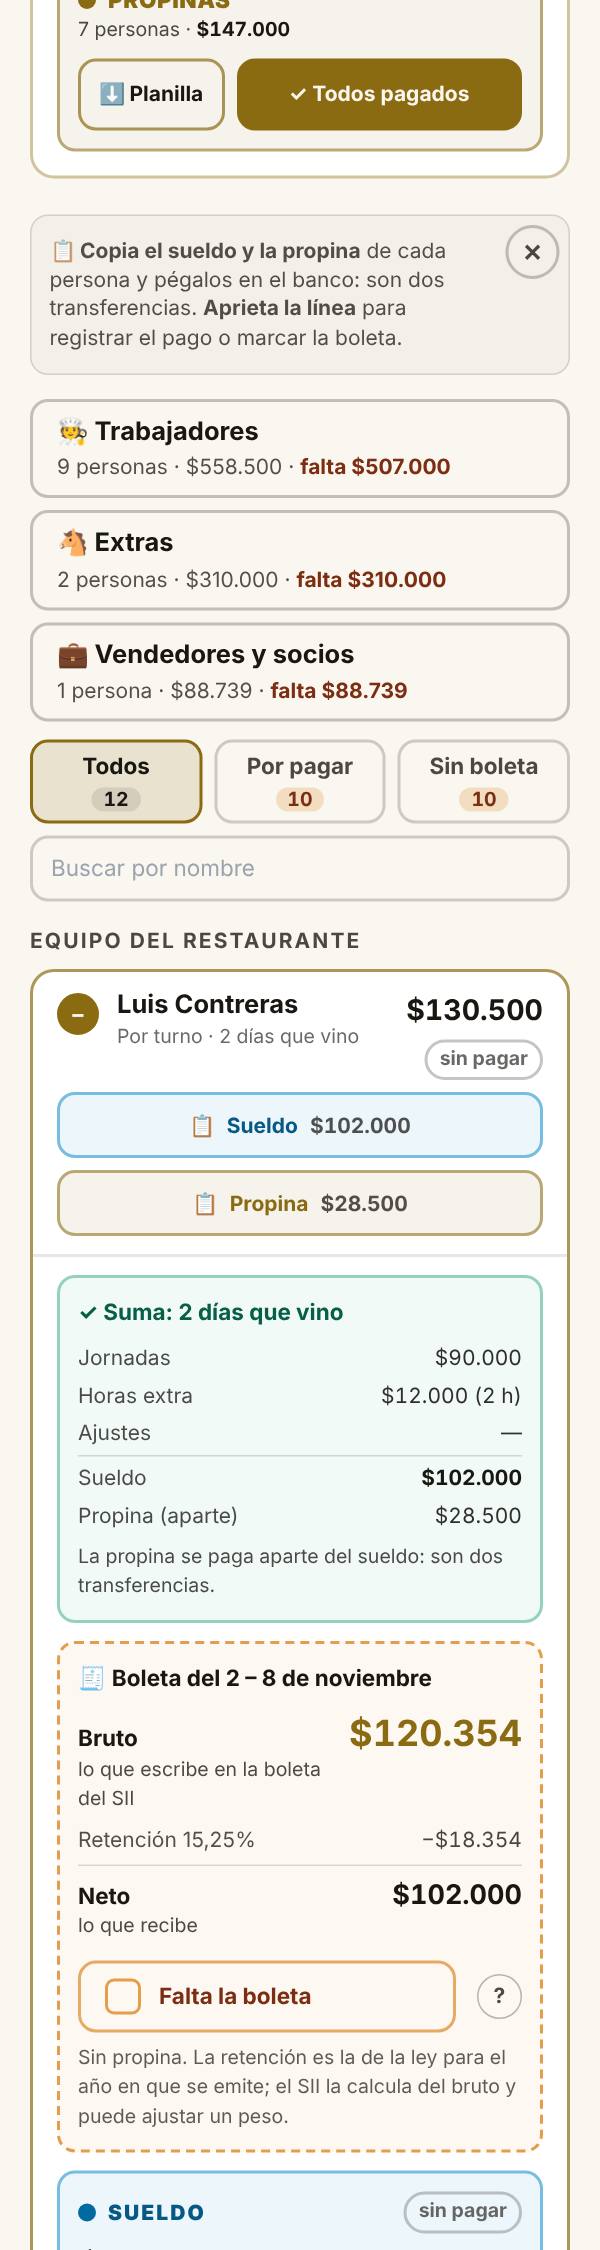 PROPINAS
7 personas · $147.000
⬇️ Planilla
✓ Todos pagados
📋 Copia el sueldo y la propina de cada
persona y pégalos en el banco: son dos
transferencias. Aprieta la línea para
registrar el pago o marcar la boleta.
✕
🧑‍🍳 Trabajadores
9 personas · $558.500 · falta $507.000
🐴 Extras
2 personas · $310.000 · falta $310.000
💼 Vendedores y socios
1 persona · $88.739 · falta $88.739
Todos
12
Por pagar
10
Sin boleta
10
Buscar por nombre
EQUIPO DEL RESTAURANTE
–
Luis Contreras
$130.500
Por turno · 2 días que vino
sin pagar
📋 Sueldo $102.000
📋 Propina $28.500
✓ Suma: 2 días que vino
Jornadas $90.000
Horas extra $12.000 (2 h)
Ajustes —
Sueldo $102.000
Propina (aparte) $28.500
La propina se paga aparte del sueldo: son dos
transferencias.
🧾 Boleta del 2 – 8 de noviembre
Bruto $120.354
lo que escribe en la boleta
del SII
Retención 15,25% −$18.354
Neto $102.000
lo que recibe
Falta la boleta
?
Sin propina. La retención es la de la ley para el
año en que se emite; el SII la calcula del bruto y
puede ajustar un peso.
SUELDO
sin pagar